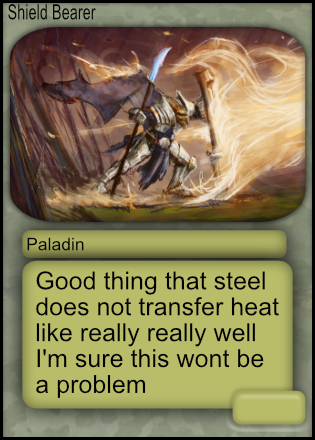 Shield Bearer
Paladin
Good thing that steel
does not transfer heat
like really really well
I'm sure this wont be
a problem